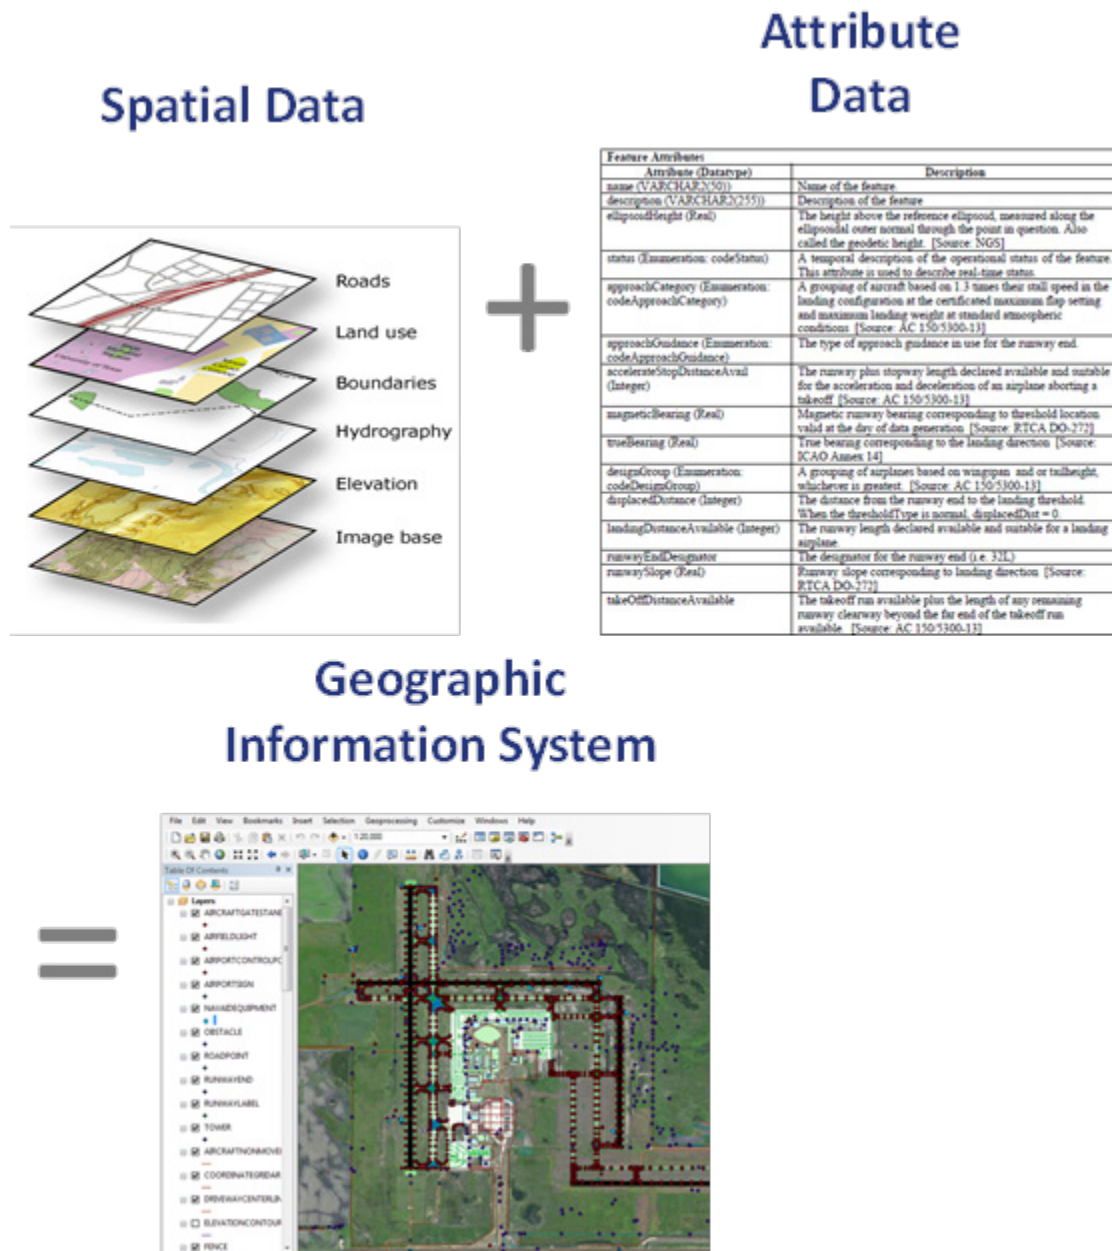 Attribute
Data
Spatial Data
Roads
Land use
Boundaries
Hydrography
Elevation
Image base
Feature Attributes
Attribute (Datatype) Description
name (VARCHAR2(50)) Name of the feature.
description (VARCHAR2(255)) Description of the feature
ellipsoidHeight (Real) The height above the reference ellipsoid, measured along the
ellipsoidal outer normal through the point in question. Also
called the geodetic height. [Source: NGS]
status (Enumeration: codeStatus) A temporal description of the operational status of the feature.
This attribute is used to describe real-time status.
approachCategory (Enumeration: A grouping of aircraft based on 1.3 times their stall speed in the
codeApproachCategory) landing configuration at the certificated maximum flap setting
and maximum landing weight at standard atmospheric
conditions [Source: AC 150/5300-13]
approachGuidance (Enumeration: The type of approach guidance in use for the runway end.
codeApproachGuidance)
accelerateStopDistanceAvail The runway plus stopway length declared available and suitable
(Integer) for the acceleration and deceleration of an airplane aborting a
takeoff [Source: AC 150/5300-13]
magneticBearing (Real) Magnetic runway bearing corresponding to threshold location
valid at the day of data generation [Source: RTCA DO-272]
trueBearing (Real) True bearing corresponding to the landing direction [Source:
ICAO Annex 14]
designGroup (Enumeration: A grouping of airplanes based on wingspan and or tailheight,
codeDesignGroup) whichever is greatest. [Source: AC 150/5300-13]
displacedDistance (Integer) The distance from the runway end to the landing threshold.
When the thresholdType is normal, displacedDist = 0.
landingDistanceAvailable (Integer) The runway length declared available and suitable for a landing
airplane
runwayEndDesignator The designator for the runway end (i.e. 32L)
runwaySlope (Real) Runway slope corresponding to landing direction [Source:
RTCA DO-272]
takeOffDistanceAvailable The takeoff run available plus the length of any remaining
runway clearway beyond the far end of the takeoff run
available. [Source: AC 150/5300-13]
Geographic
Information System
File Edit View Bookmarks Insert Selection Geoprocessing Customize Windows Help
1:20,000
Table Of Contents
Layers
AIRCRAFTGATESTAN
AIRFIELDLIGHT
AIRPORTCONTROLPO
AIRPORTSIGN
NAVAIDEQUIPMENT
OBSTACLE
ROADPOINT
RUNWAYEND
RUNWAYLABEL
TOWER
AIRCRAFTNONMOVE
COORDINATEGRIDAR
DRIVEWAYCENTERLIN
ELEVATIONCONTOUR
FENCE